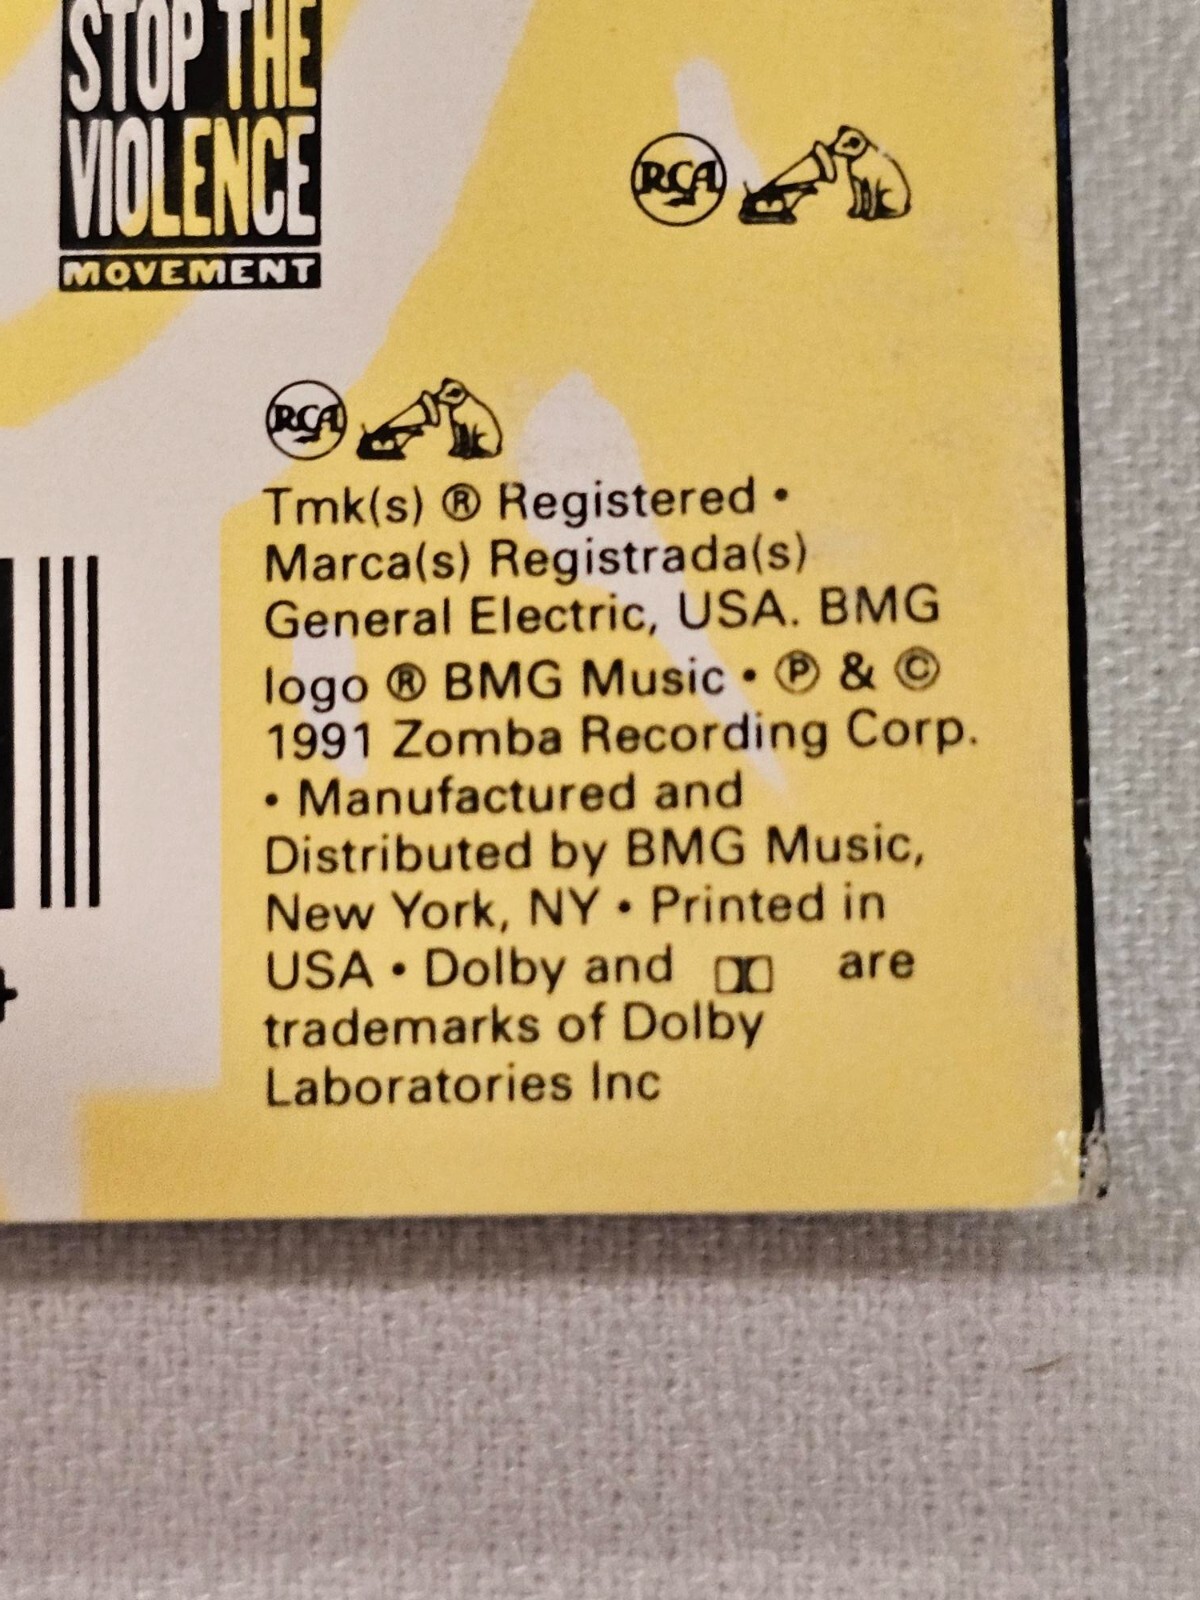 STOP THE
VIOLENCE
MOVEMENT
RCA
RCA
Tmk(s) ® Registered •
Marca(s) Registrada(s)
General Electric, USA. BMG
logo ® BMG Music • ℗ & ©
1991 Zomba Recording Corp.
• Manufactured and
Distributed by BMG Music,
New York, NY • Printed in
USA • Dolby and are
trademarks of Dolby
Laboratories Inc